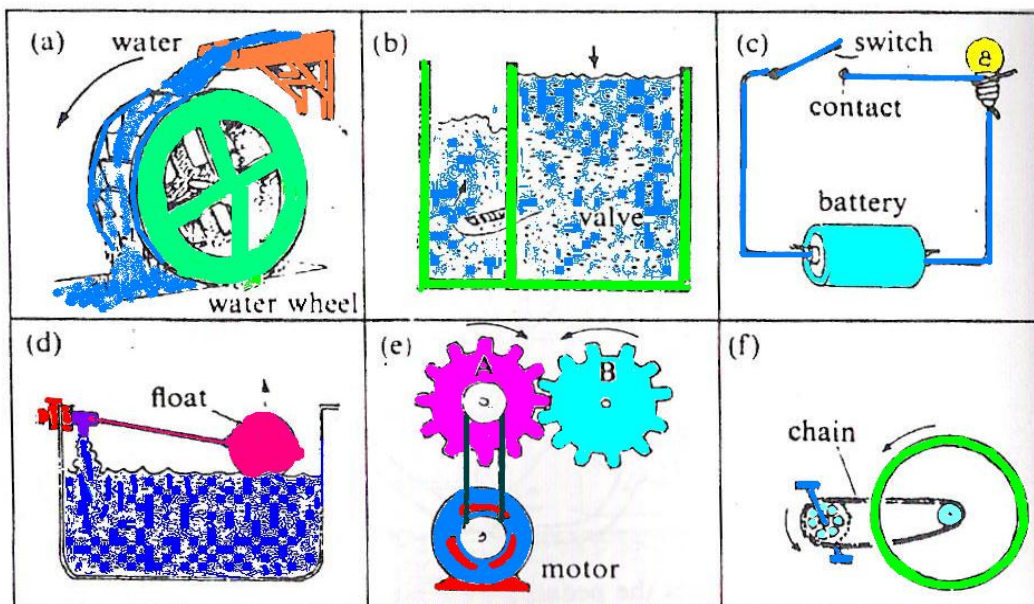 (a)
water
water wheel
(b)
valve
(c)
switch
contact
battery
(d)
float
(e)
A
B
motor
(f)
chain